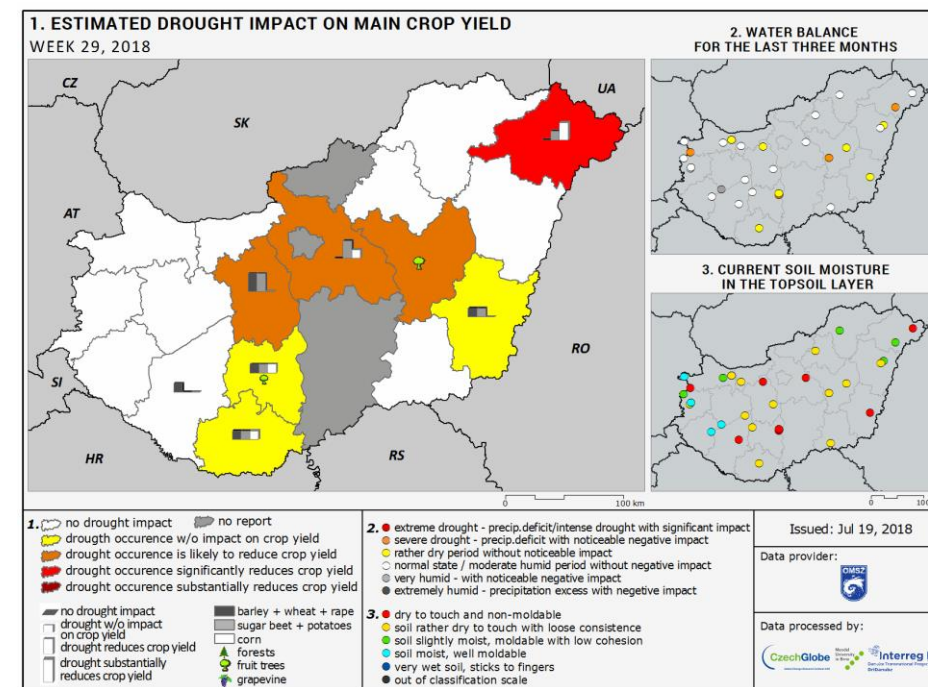 1. ESTIMATED DROUGHT IMPACT ON MAIN CROP YIELD
WEEK 29, 2018
CZ
SK
UA
AT
SI
HR
RS
RO
0 100 km
2. WATER BALANCE
FOR THE LAST THREE MONTHS
3. CURRENT SOIL MOISTURE
IN THE TOPSOIL LAYER
0 100
1. no drought impact
no report
drougth occurence w/o impact on crop yield
drought occurence is likely to reduce crop yield
drought occurence significantly reduces crop yield
drought occurence substantially reduces crop yield
no drought impact
drought w/o impact
on crop yield
drought reduces crop yield
drought substantially
reduces crop yield
barley + wheat + rape
sugar beet + potatoes
corn
forests
fruit trees
grapevine
2. extreme drought - precip.deficit/intense drought with significant impact
severe drought - precip.deficit with noticeable negative impact
rather dry period without noticeable impact
normal state / moderate humid period without negative impact
very humid - with noticeable negative impact
extremely humid - precipitation excess with negetive impact
3. dry to touch and non-moldable
soil rather dry to touch with loose consistence
soil slightly moist, moldable with low cohesion
soil moist, well moldable
very wet soil, sticks to fingers
out of classification scale
Issued: Jul 19, 2018
Data provider:
OMSZ
Data processed by:
CzechGlobe
Interreg